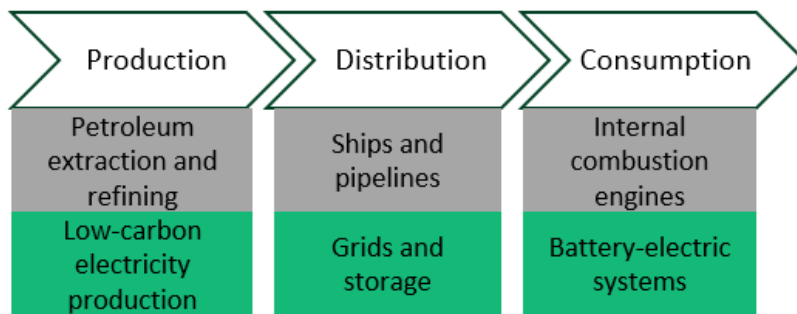 Production
Distribution
Consumption
Petroleum
extraction and
refining
Ships and
pipelines
Internal
combustion
engines
Low-carbon
electricity
production
Grids and
storage
Battery-electric
systems